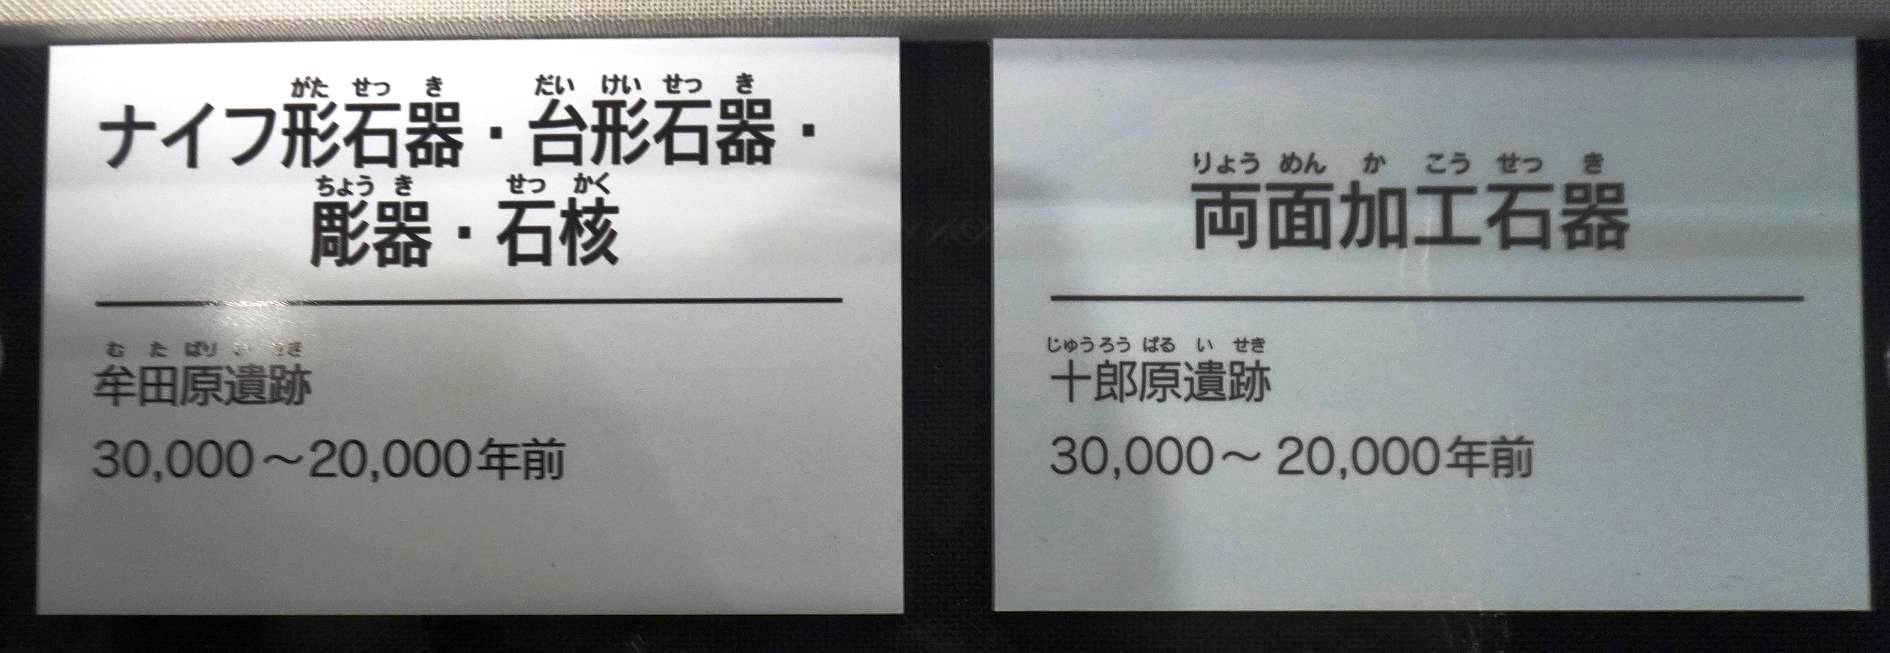 がた せっ き だい けい せっ き
ナイフ形石器・台形石器・
ちょう き せっ かく
彫器・石核
む た ばり せき
牟田原遺跡
30,000～20,000年前
りょう めん か こう せっ き
両面加工石器
じゅうろう ばる い せき
十郎原遺跡
30,000～20,000年前